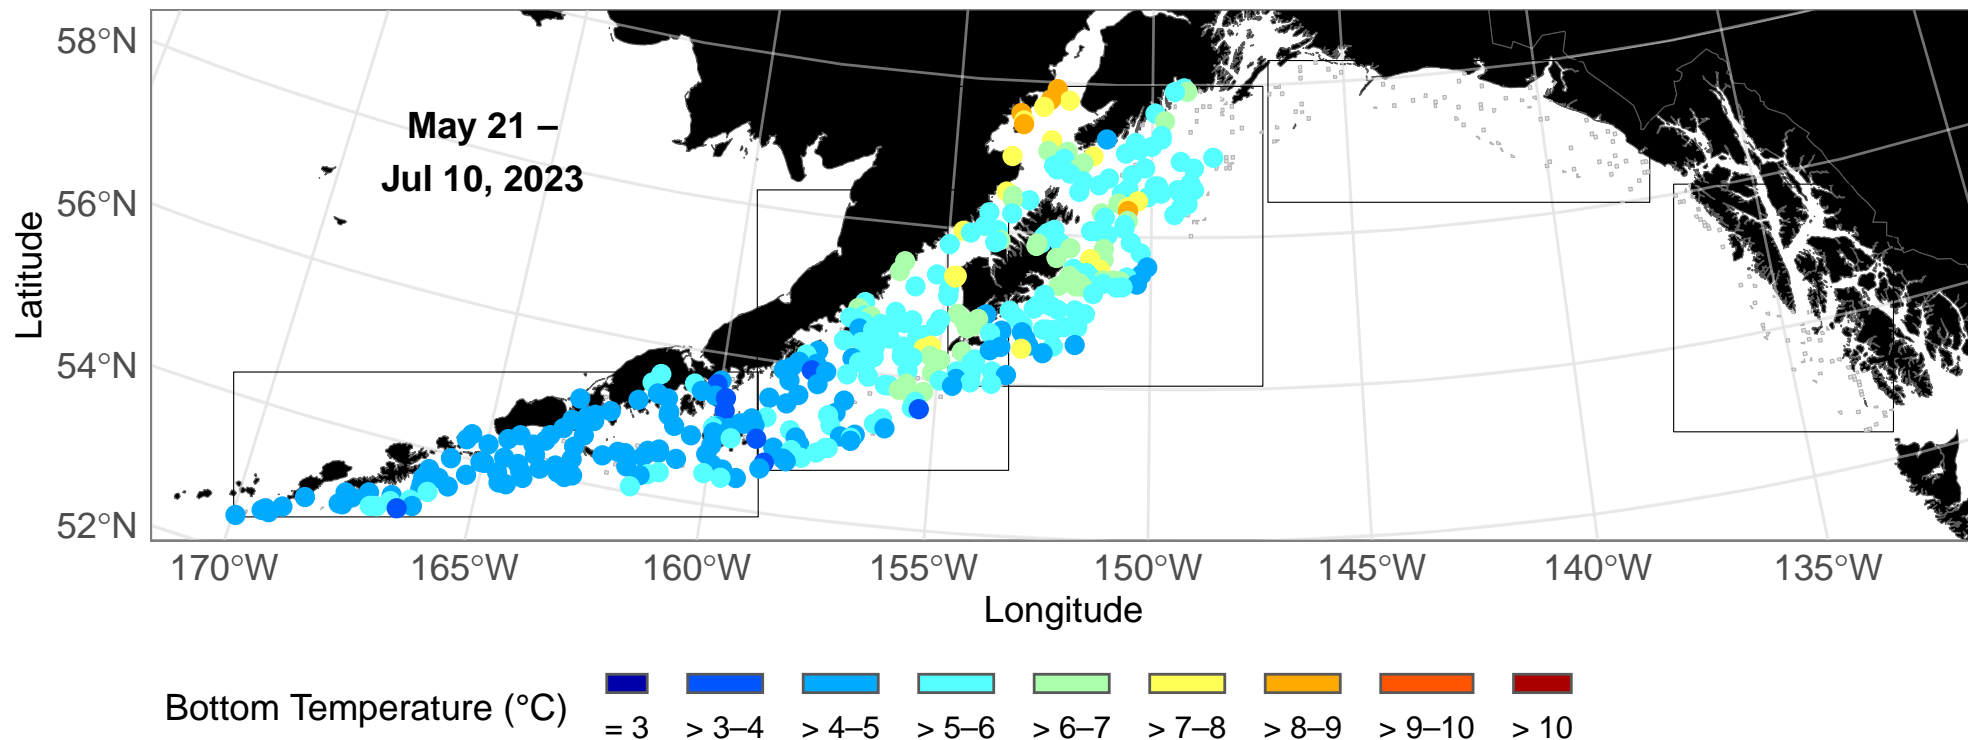 May 21 –
Jul 10, 2023
58°N
56°N
54°N
52°N
Latitude
170°W 165°W 160°W 155°W 150°W 145°W 140°W 135°W
Longitude
Bottom Temperature (°C)
= 3 > 3–4 > 4–5 > 5–6 > 6–7 > 7–8 > 8–9 > 9–10 > 10